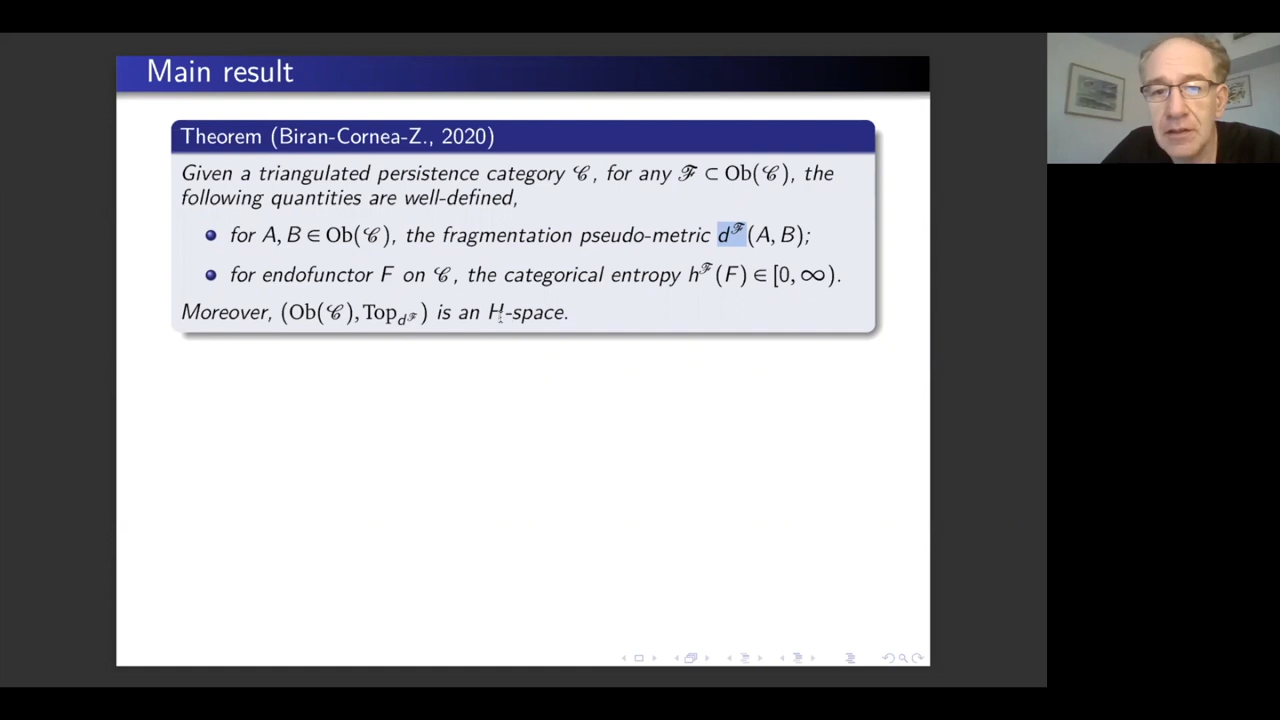 Main result
Theorem (Biran-Cornea-Z., 2020)
Given a triangulated persistence category 𝒞, for any ℱ ⊂ Ob(𝒞), the
following quantities are well-defined,
for A, B ∈ Ob(𝒞), the fragmentation pseudo-metric d^ℱ(A, B);
for endofunctor F on 𝒞, the categorical entropy h^ℱ(F) ∈ [0, ∞).
Moreover, (Ob(𝒞), Top_{d^ℱ}) is an H-space.